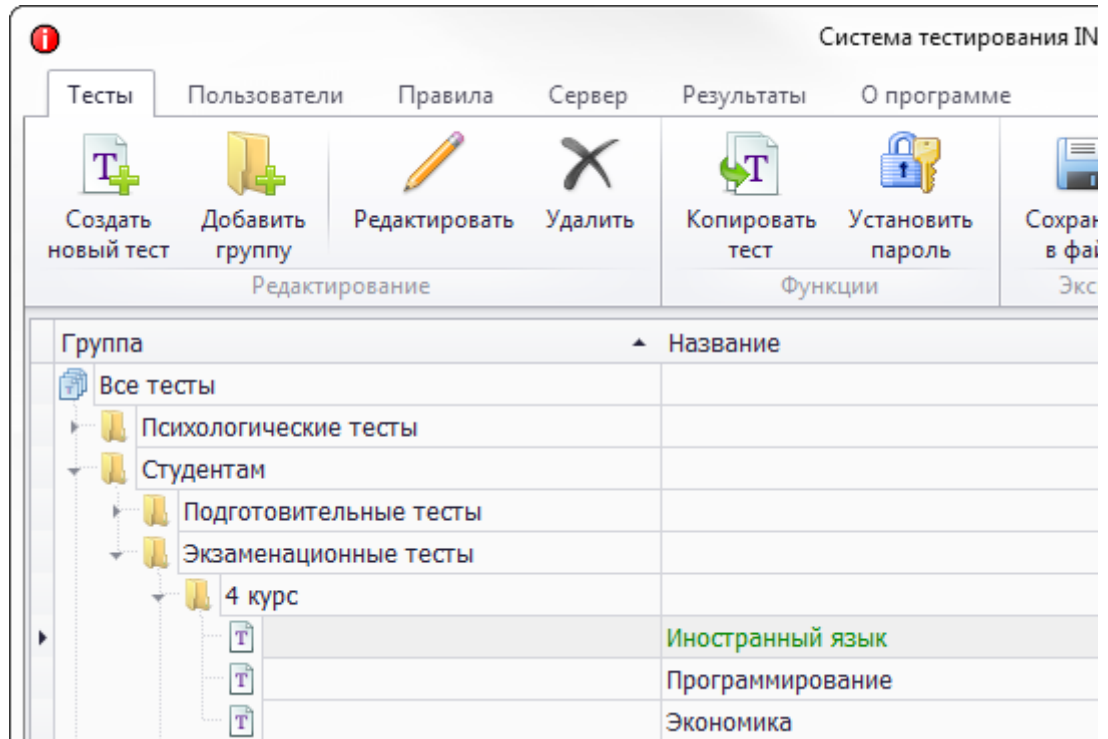 Система тестирования IN
Тесты Пользователи Правила Сервер Результаты О программе
Создать новый тест
Добавить группу
Редактировать
Удалить
Копировать тест
Установить пароль
в
Редактирование Функции
Группа Название
Все тесты
Психологические тесты
Студентам
Подготовительные тесты
Экзаменационные тесты
4 курс
Иностранный язык
Программирование
Экономика